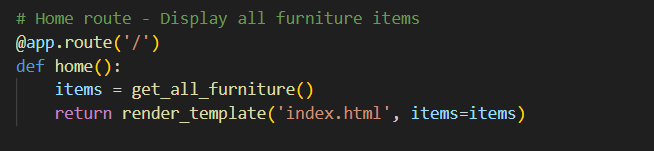 # Home route - Display all furniture items
@app.route('/')
def home():
    items = get_all_furniture()
    return render_template('index.html', items=items)